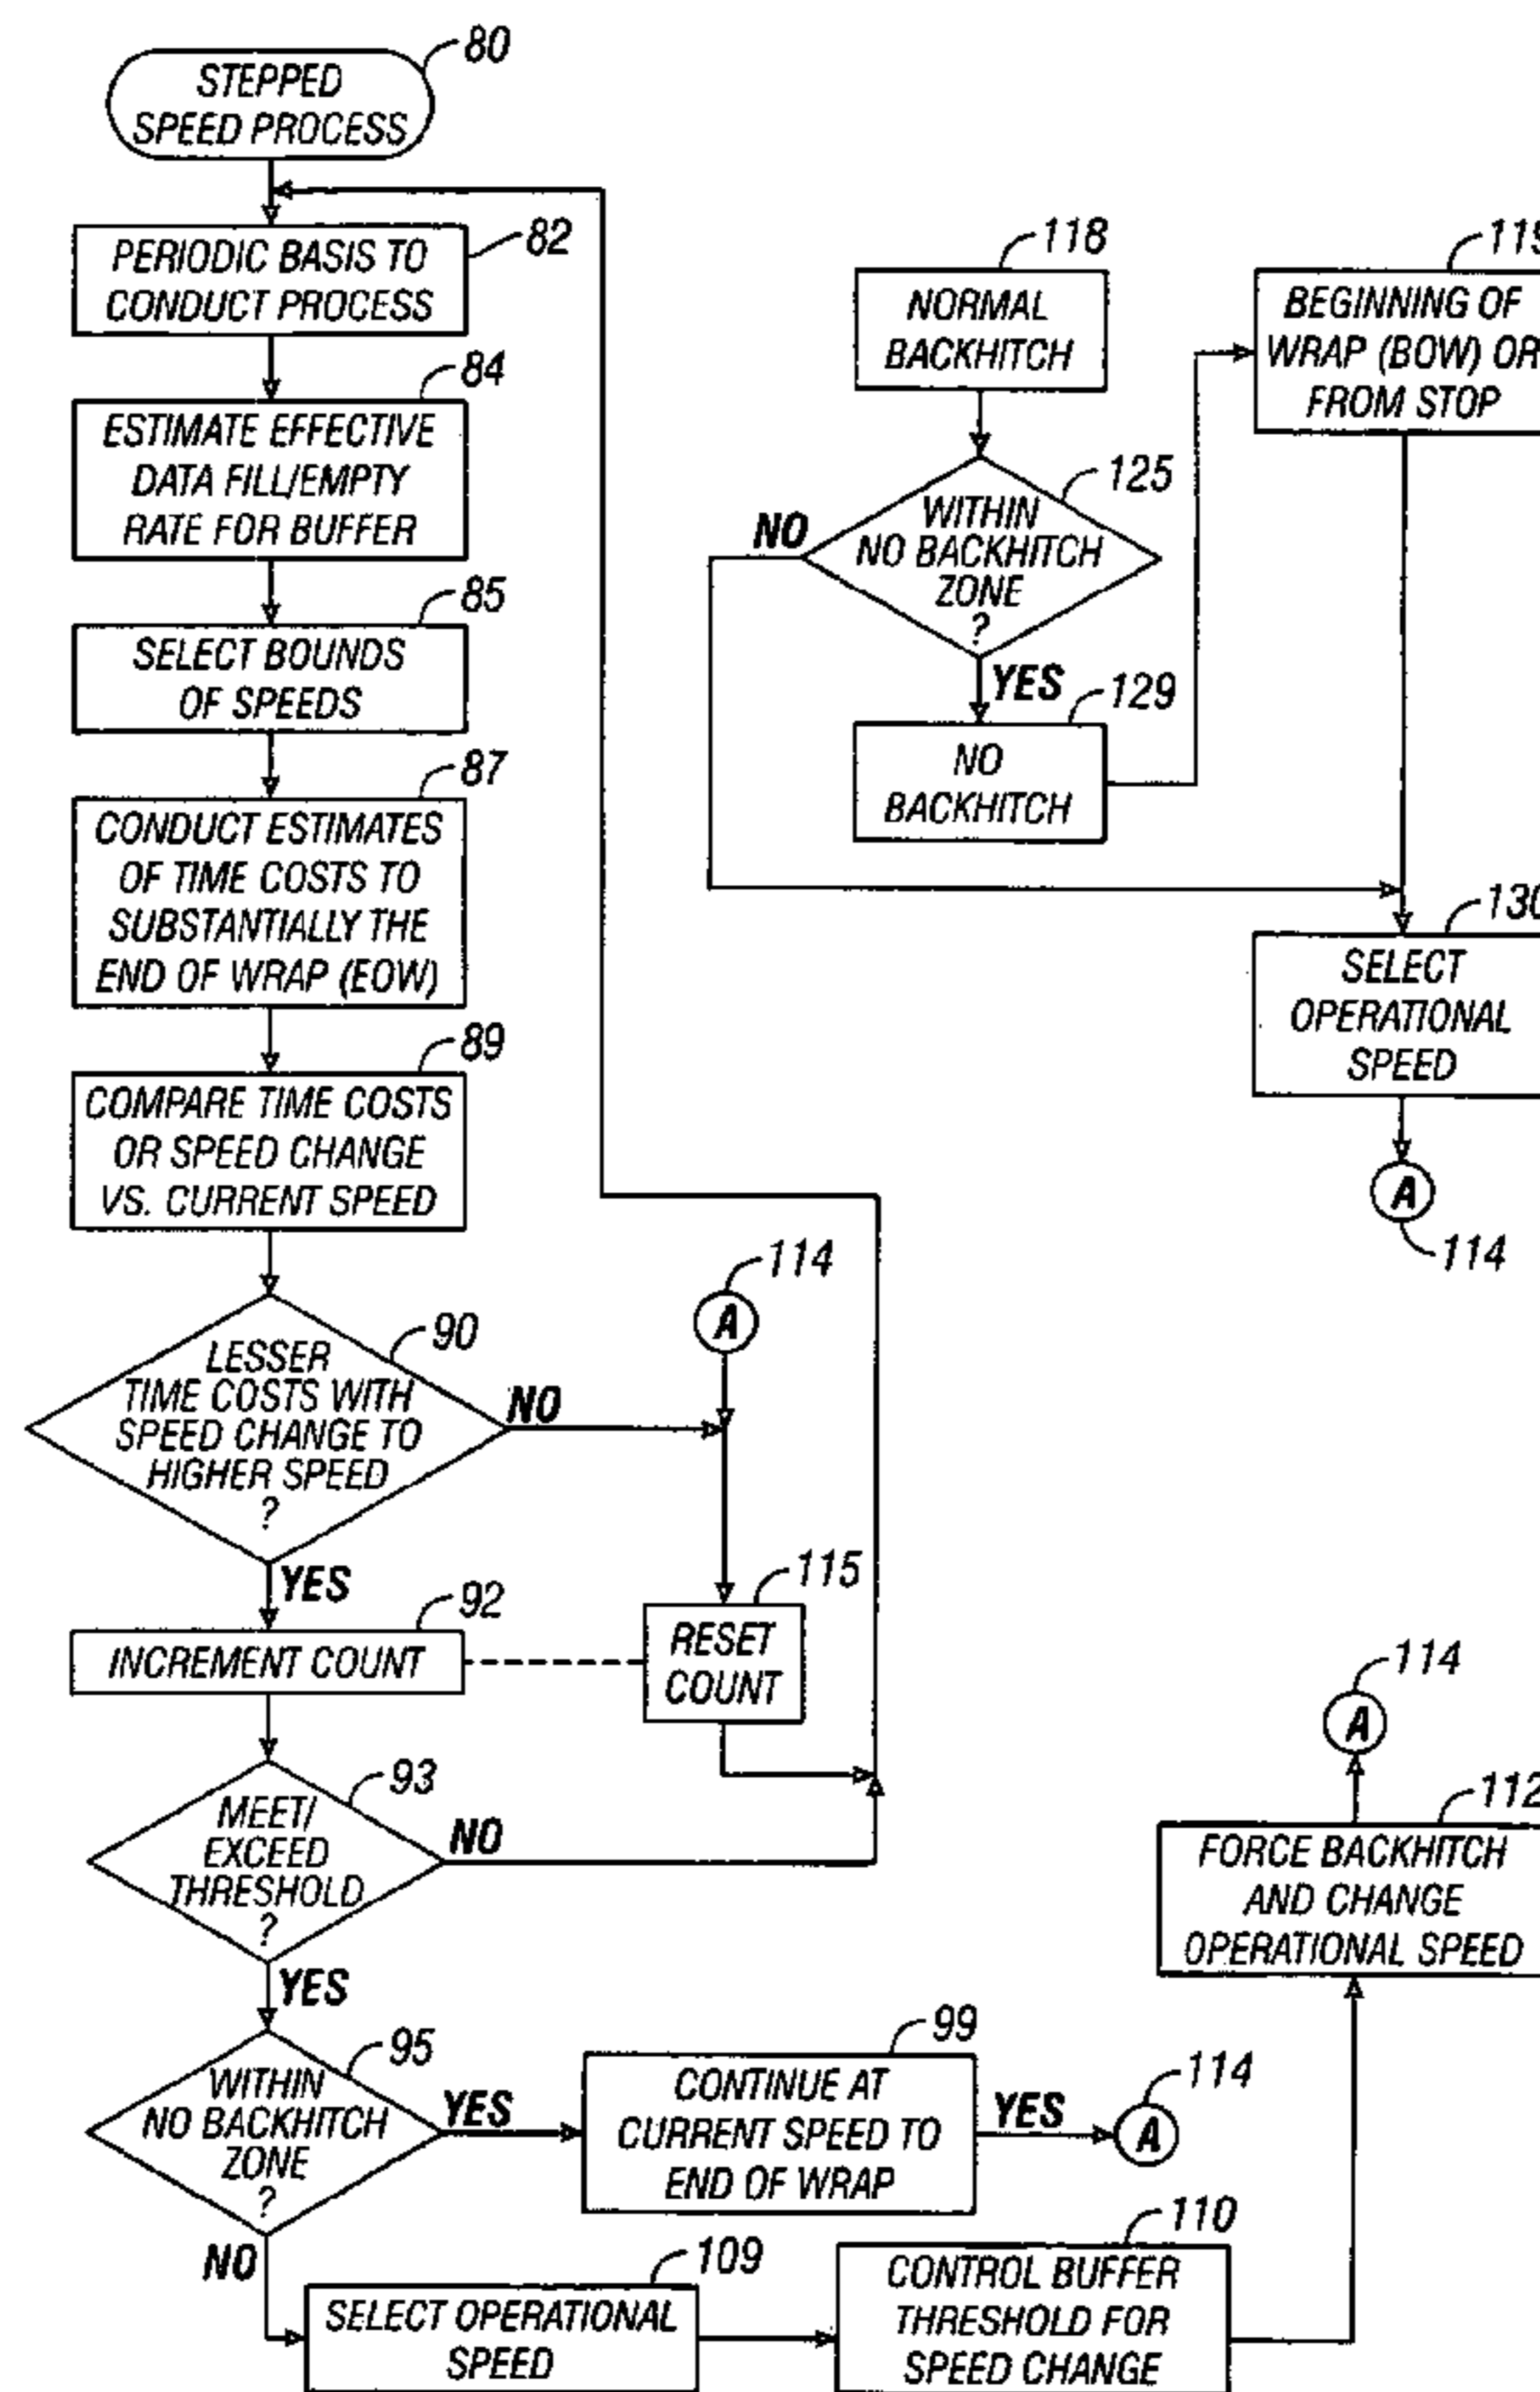 80
STEPPED
SPEED PROCESS
82
PERIODIC BASIS TO
CONDUCT PROCESS
84
ESTIMATE EFFECTIVE
DATA FILL/EMPTY
RATE FOR BUFFER
85
SELECT BOUNDS
OF SPEEDS
87
CONDUCT ESTIMATES
OF TIME COSTS TO
SUBSTANTIALLY THE
END OF WRAP (EOW)
89
COMPARE TIME COSTS
OR SPEED CHANGE
VS. CURRENT SPEED
90
LESSER
TIME COSTS WITH
SPEED CHANGE TO
HIGHER SPEED
?
NO
YES
114
A
92
INCREMENT COUNT
115
RESET
COUNT
93
MEET/
EXCEED
THRESHOLD
?
NO
YES
95
WITHIN
NO BACKHITCH
ZONE
?
YES
NO
99
CONTINUE AT
CURRENT SPEED TO
END OF WRAP
YES
114
A
109
SELECT OPERATIONAL
SPEED
110
CONTROL BUFFER
THRESHOLD FOR
SPEED CHANGE
112
FORCE BACKHITCH
AND CHANGE
OPERATIONAL SPEED
114
A
118
NORMAL
BACKHITCH
125
WITHIN
NO BACKHITCH
ZONE
?
NO
YES
129
NO
BACKHITCH
119
BEGINNING OF
WRAP (BOW) OR
FROM STOP
130
SELECT
OPERATIONAL
SPEED
A
114